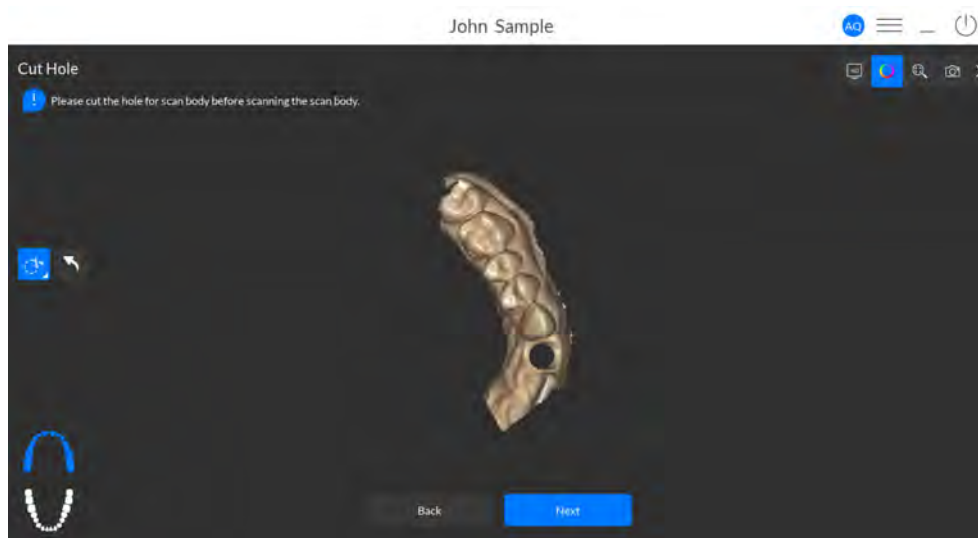 John Sample
AQ
Cut Hole
Please cut the hole for scan body before scanning the scan body.
Back
Next